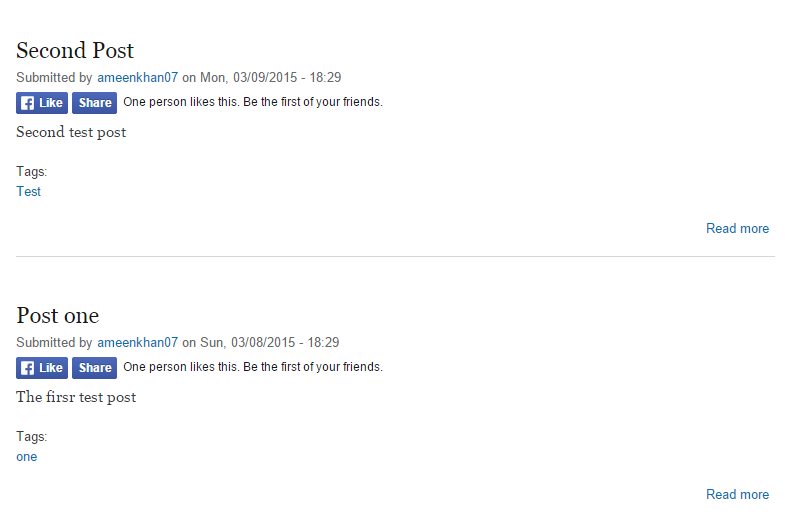 Second Post
Submitted by ameenkhan07 on Mon, 03/09/2015 - 18:29
Like Share One person likes this. Be the first of your friends.
Second test post
Tags:
Test
Read more
Post one
Submitted by ameenkhan07 on Sun, 03/08/2015 - 18:29
Like Share One person likes this. Be the first of your friends.
The firsr test post
Tags:
one
Read more